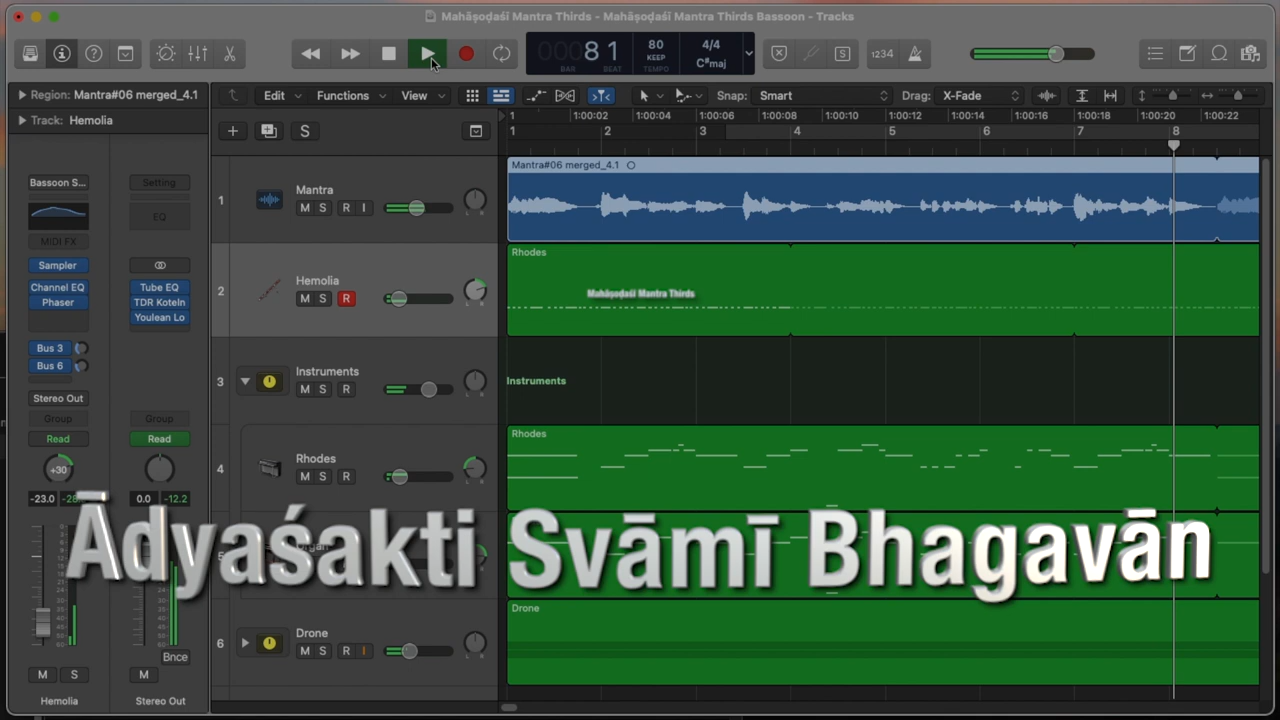 Mahāṣoḍaśī Mantra Thirds - Mahāṣoḍaśī Mantra Thirds Bassoon - Tracks
00081 80 4/4
KEEP C#maj
BAR BEAT TEMPO
1234
Region: Mantra#06 merged_4.1
Edit Functions View Snap: Smart Drag: X-Fade
Track: Hemolia
1 1:00:02 1:00:04 1:00:06 1:00:08 1:00:10 1:00:12 1:00:14 1:00:16 1:00:18 1:00:20 1:00:22
S
1 2 3 4 5 6 7 8
Mantra#06 merged_4.1
Bassoon S... Setting
1 Mantra
M S R I
EQ
MIDI FX
Rhodes
Sampler
2 Hemolia
Channel EQ Tube EQ
Mahāṣoḍaśī Mantra Thirds
M S R
Phaser TDR Koteln
Youlean Lo
Bus 3
Bus 6
3 Instruments
Instruments
M S R
Stereo Out
Group Group
Rhodes
Read Read
4 Rhodes
+30
M S R
-23.0 0.0 -12.2
Ādyaśakti Svāmī Bhagavān
Drone
6 Drone
M S R I
Bnce
M S M
Hemolia Stereo Out